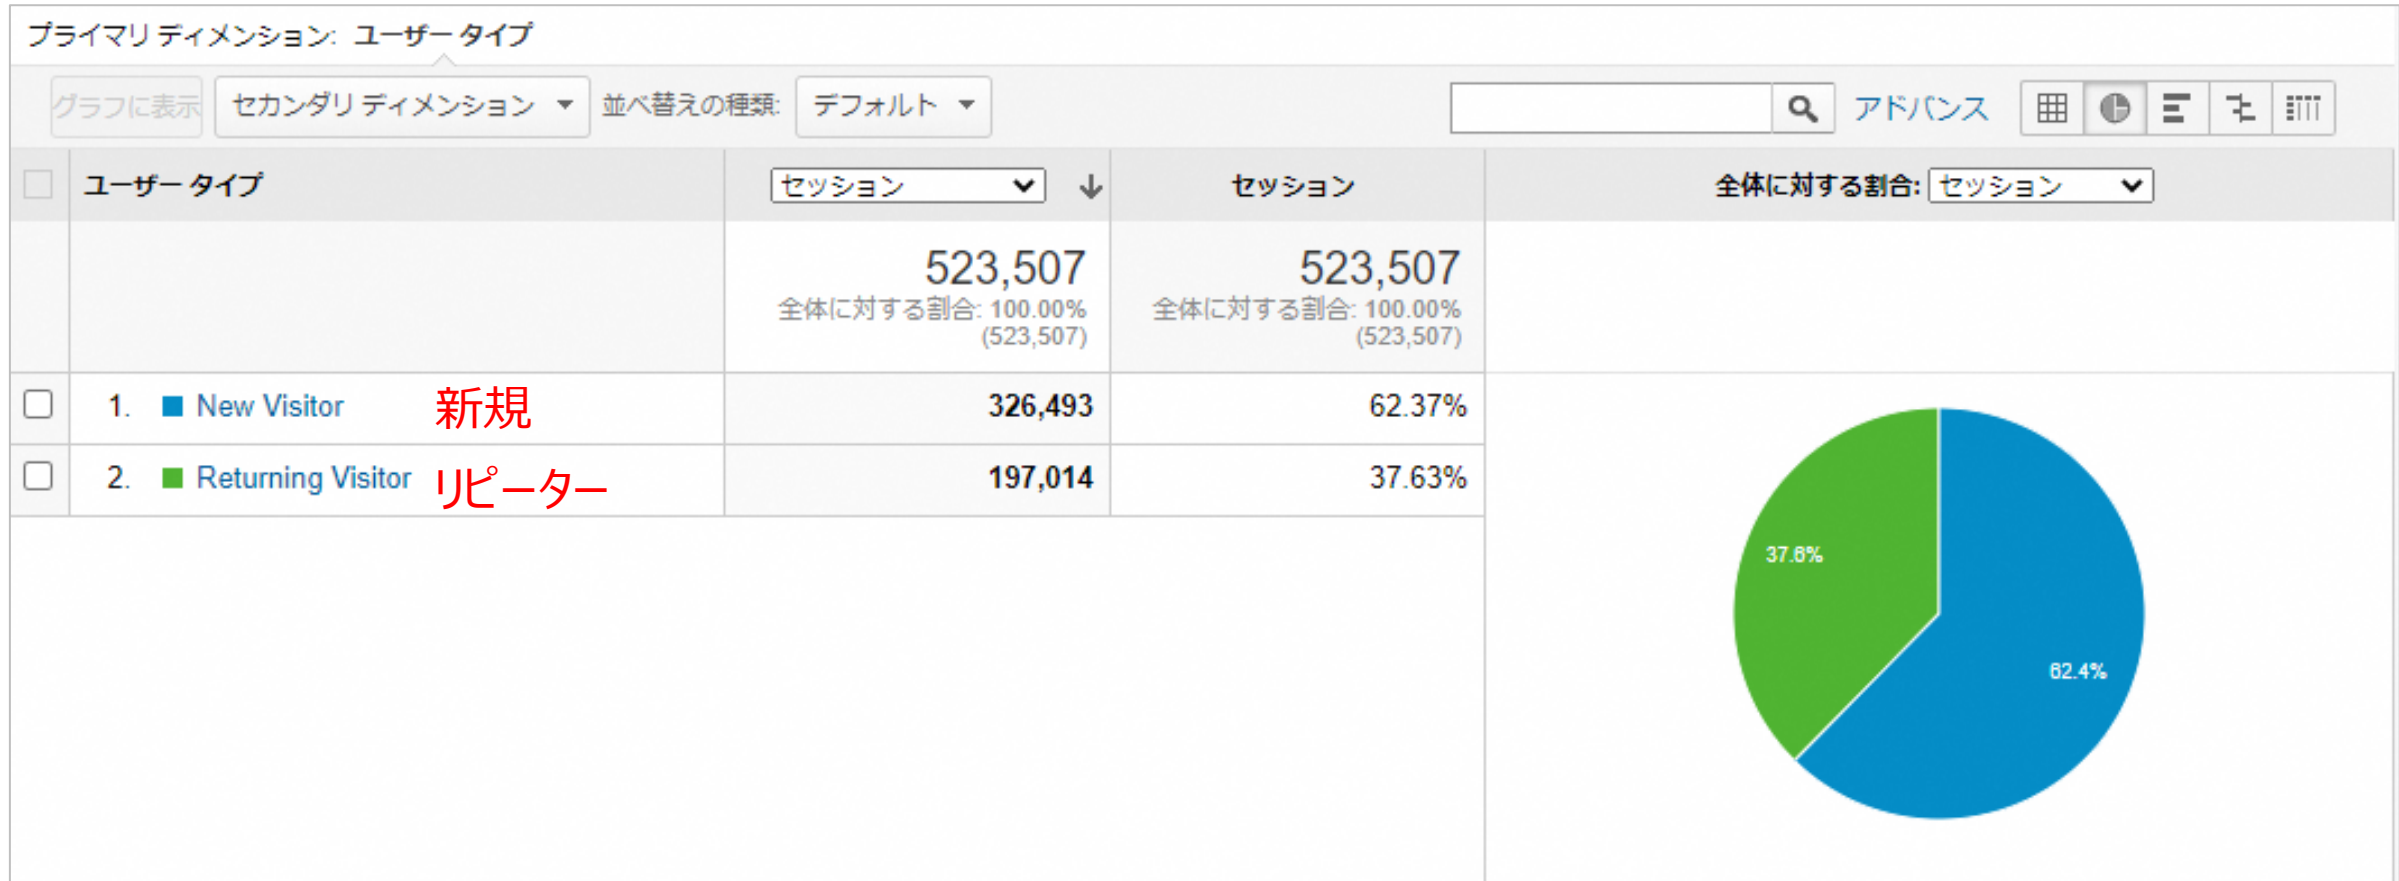 プライマリ ディメンション: ユーザー タイプ
グラフに表示 セカンダリ ディメンション 並べ替えの種類: デフォルト アドバンス
ユーザー タイプ セッション セッション 全体に対する割合: セッション
523,507 523,507
全体に対する割合: 100.00% 全体に対する割合: 100.00%
(523,507) (523,507)
1. New Visitor 新規 326,493 62.37%
2. Returning Visitor リピーター 197,014 37.63%
37.6%
62.4%